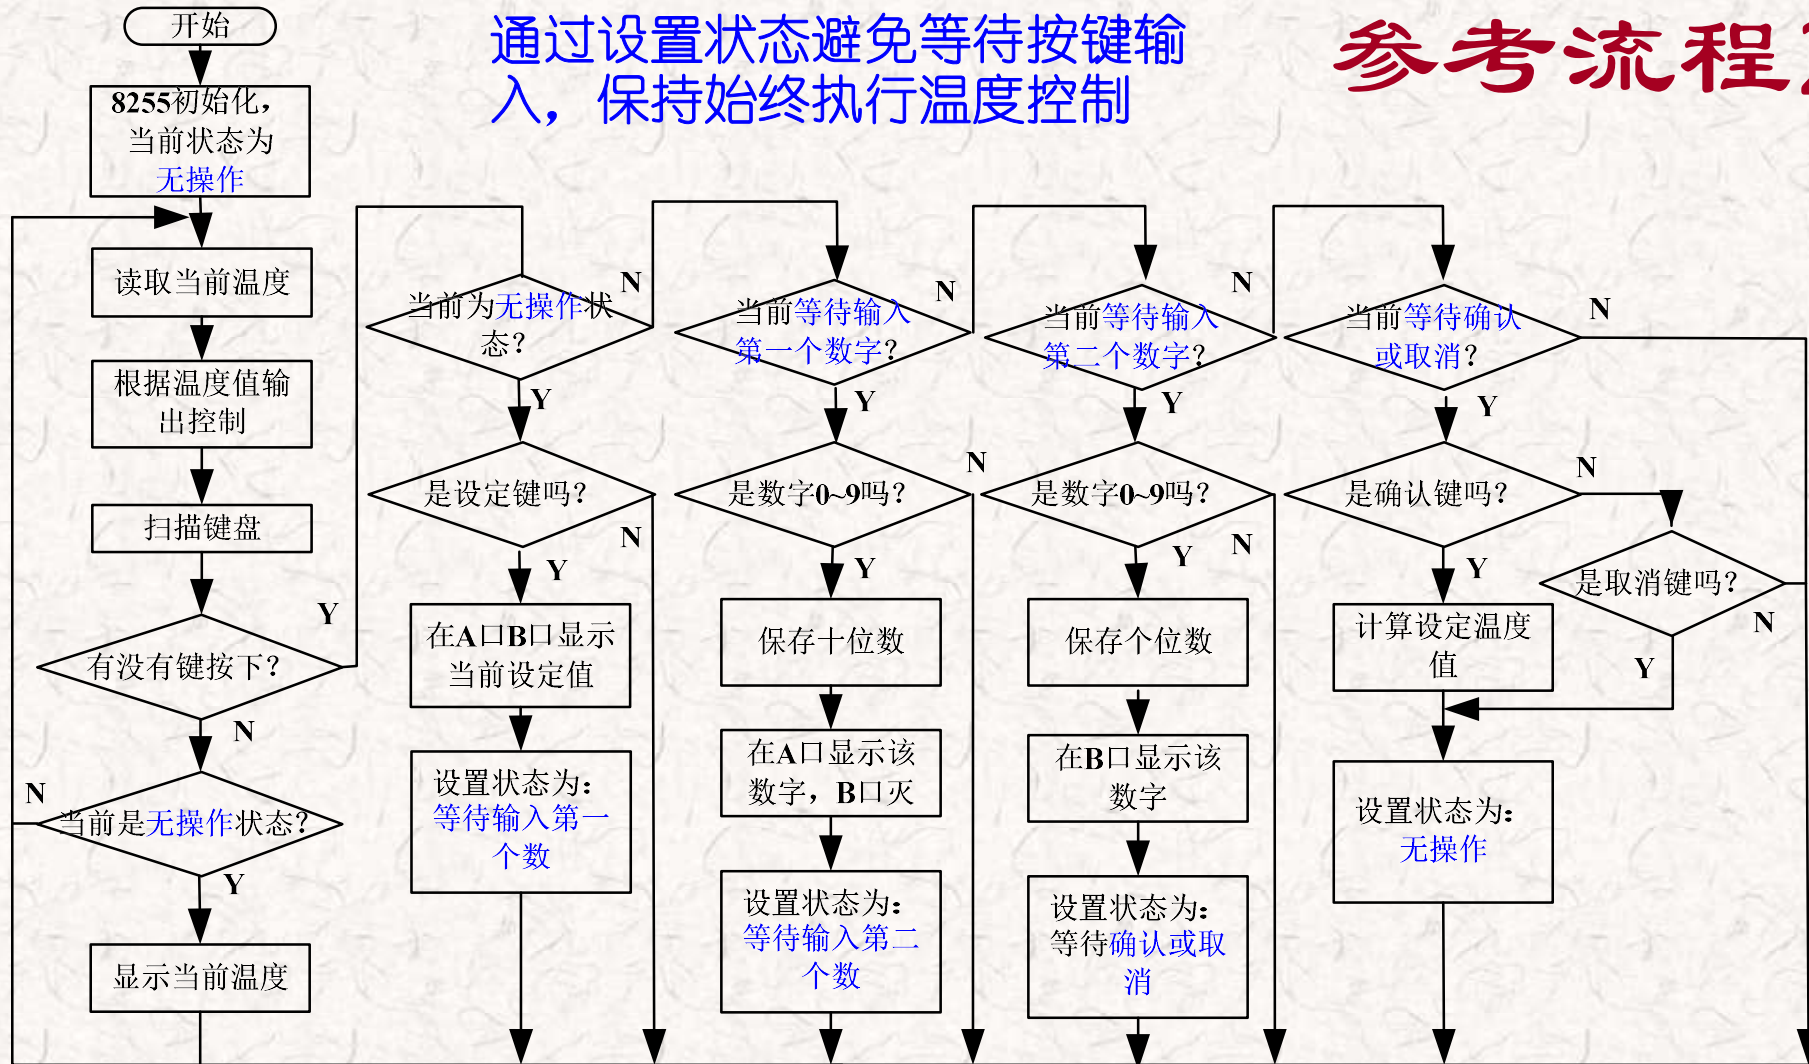 通过设置状态避免等待按键输
入，保持始终执行温度控制
参考流程
开始
8255初始化，
当前状态为
无操作
读取当前温度
根据温度值输
出控制
扫描键盘
有没有键按下？
Y
N
当前是无操作状态？
N
Y
显示当前温度
当前为无操作状
态？
N
Y
是设定键吗？
N
Y
在A口B口显示
当前设定值
设置状态为：
等待输入第一
个数
当前等待输入
第一个数字？
N
Y
是数字0~9吗？
N
Y
保存十位数
在A口显示该
数字，B口灭
设置状态为：
等待输入第二
个数
当前等待输入
第二个数字？
N
Y
是数字0~9吗？
N
Y
保存个位数
在B口显示该
数字
设置状态为：
等待确认或取
消
当前等待确认
或取消？
N
Y
是确认键吗？
N
Y
是取消键吗？
N
Y
计算设定温度
值
设置状态为：
无操作